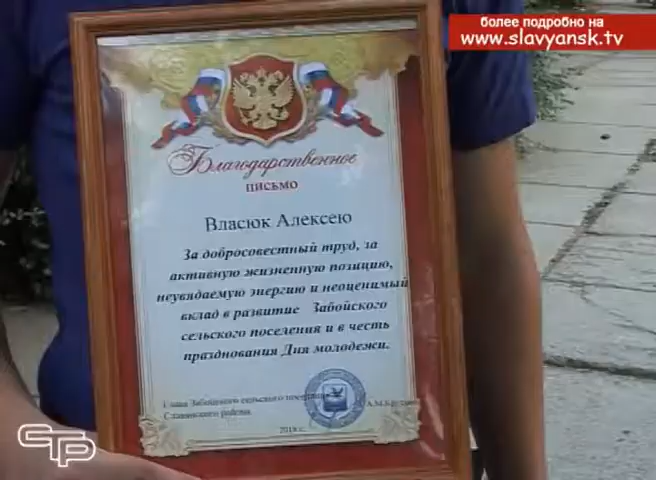 более подробно на
www.slavyansk.tv
Благодарственное
письмо
Власюк Алексею
За добросовестный труд, за
активную жизненную позицию,
неувядаемую энергию и неоценимый
вклад в развитие Забойского
сельского поселения и в честь
празднования Дня молодежи.
Глава Забойского сельского поселения
Славянского района
СТР